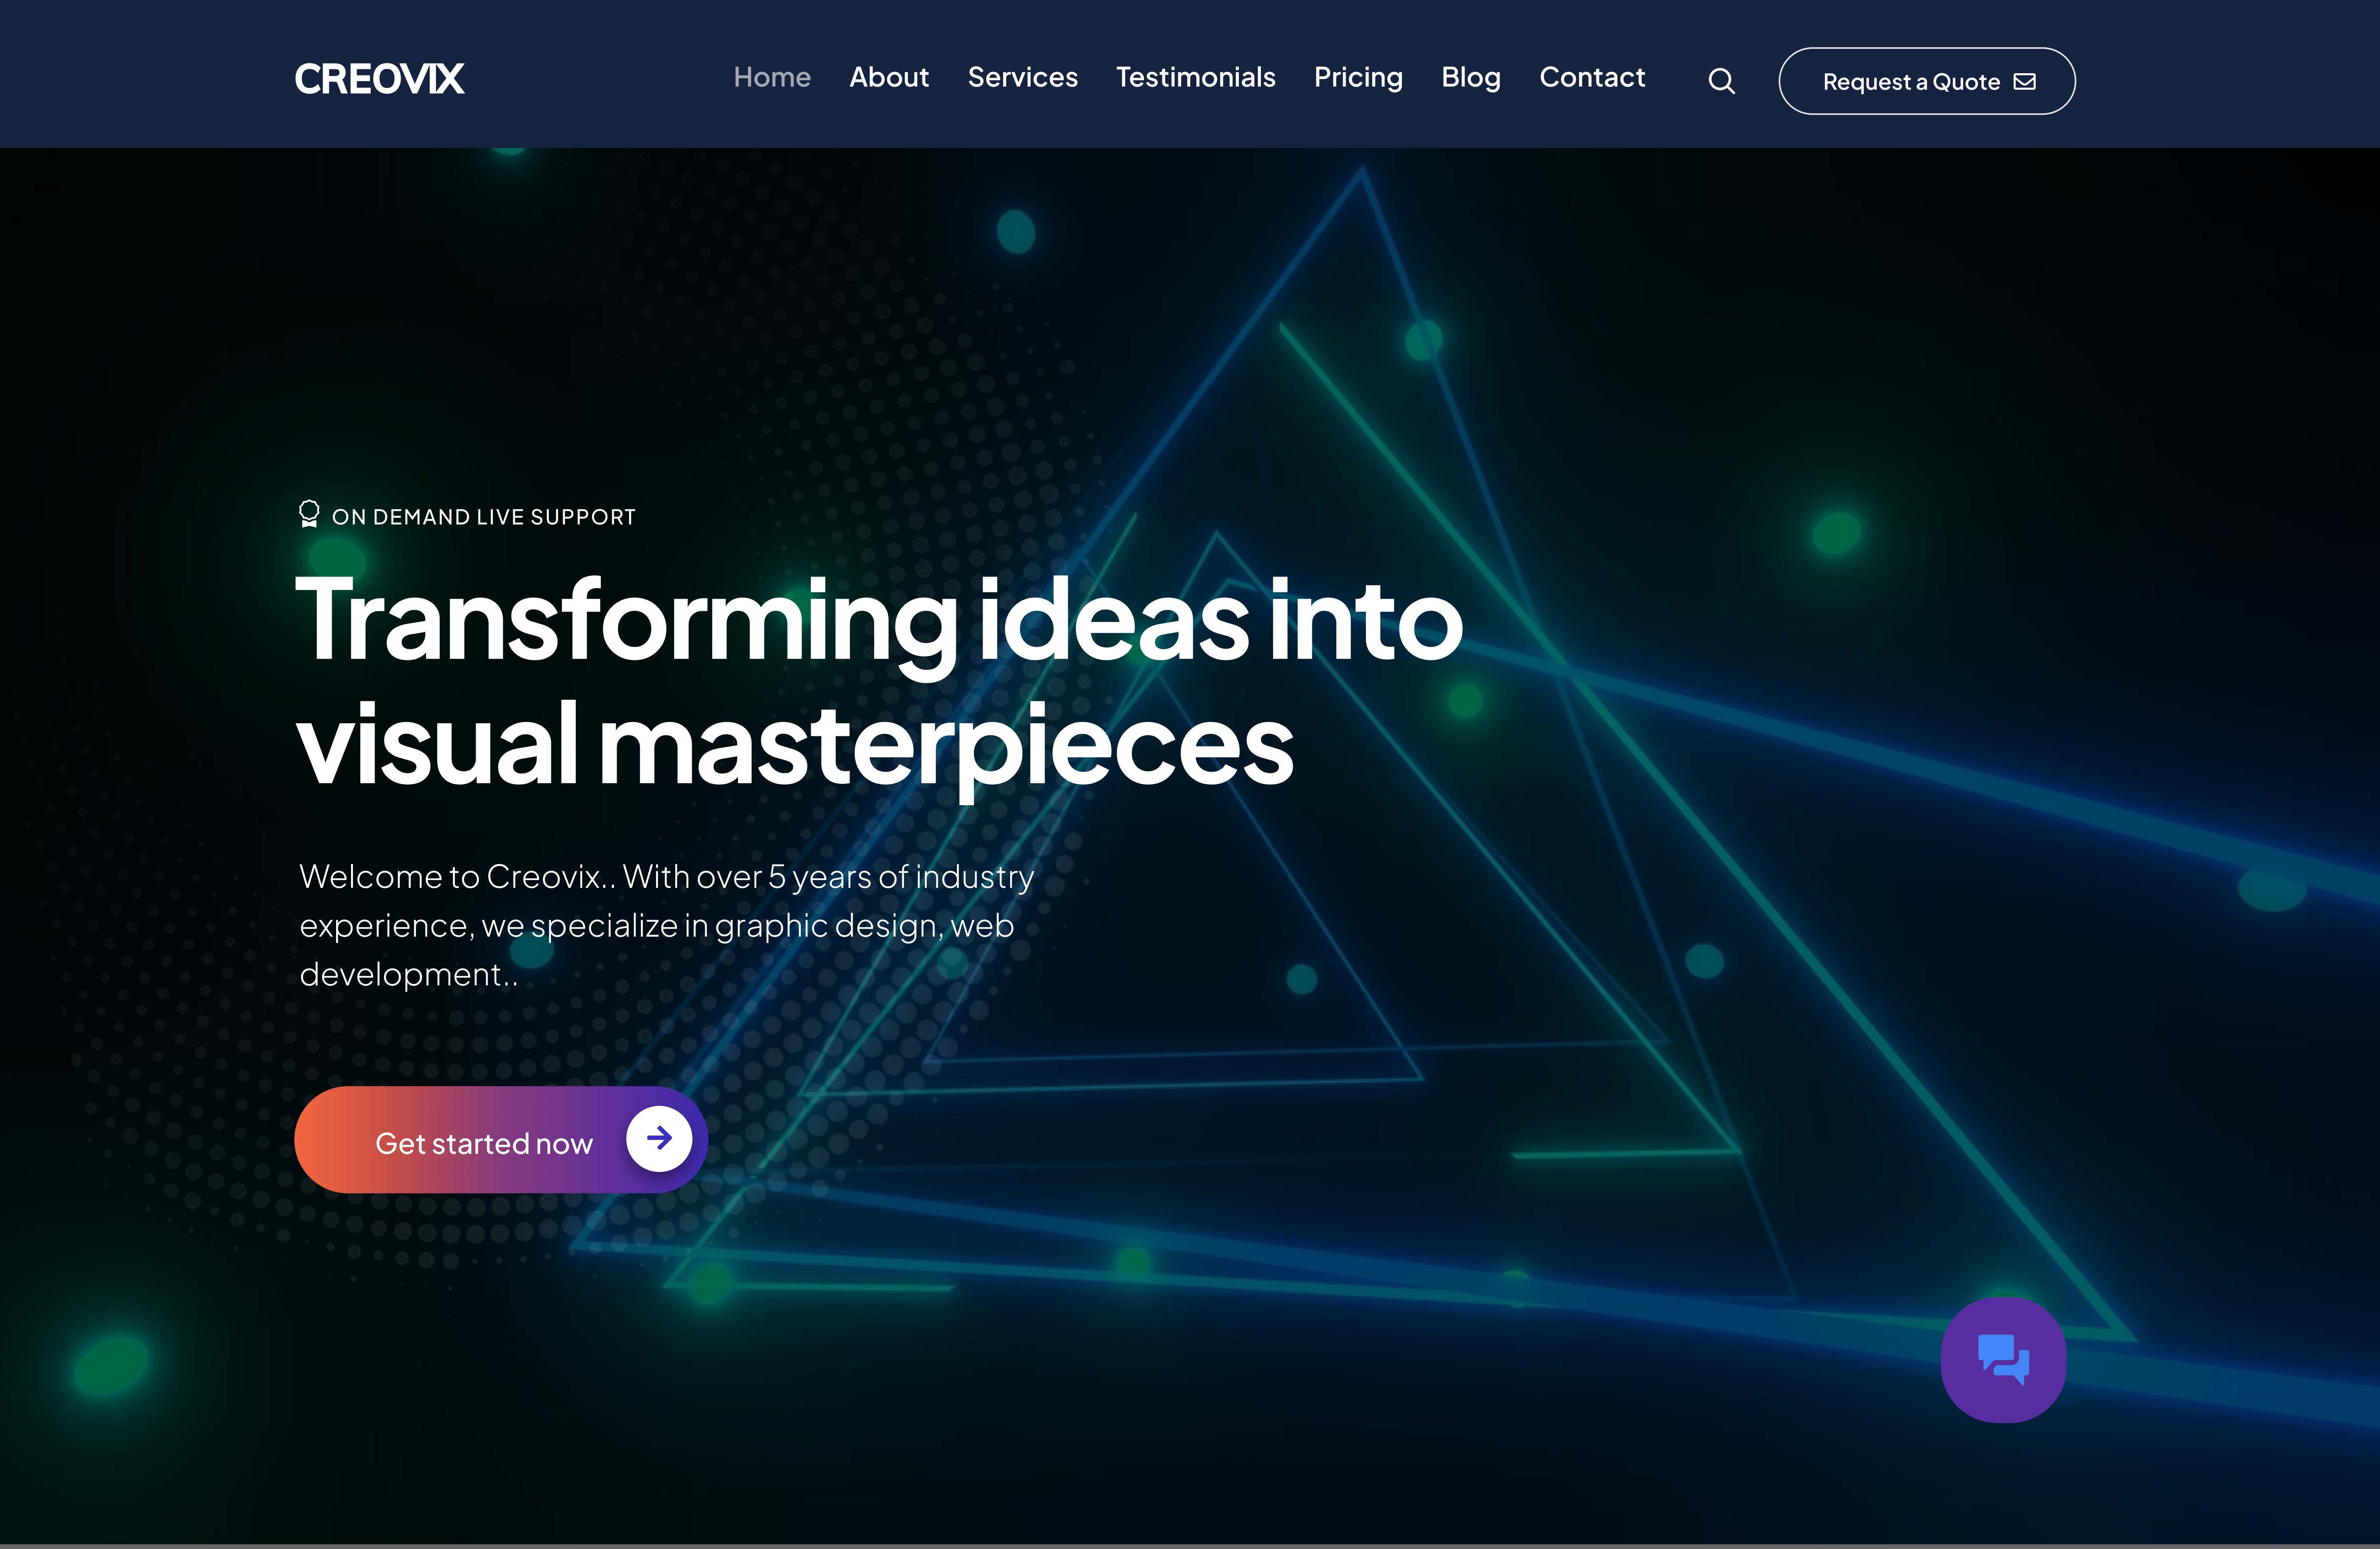 CREOVIX
Home About Services Testimonials Pricing Blog Contact Request a Quote
ON DEMAND LIVE SUPPORT
Transforming ideas into
visual masterpieces
Welcome to Creovix.. With over 5 years of industry
experience, we specialize in graphic design, web
development..
Get started now